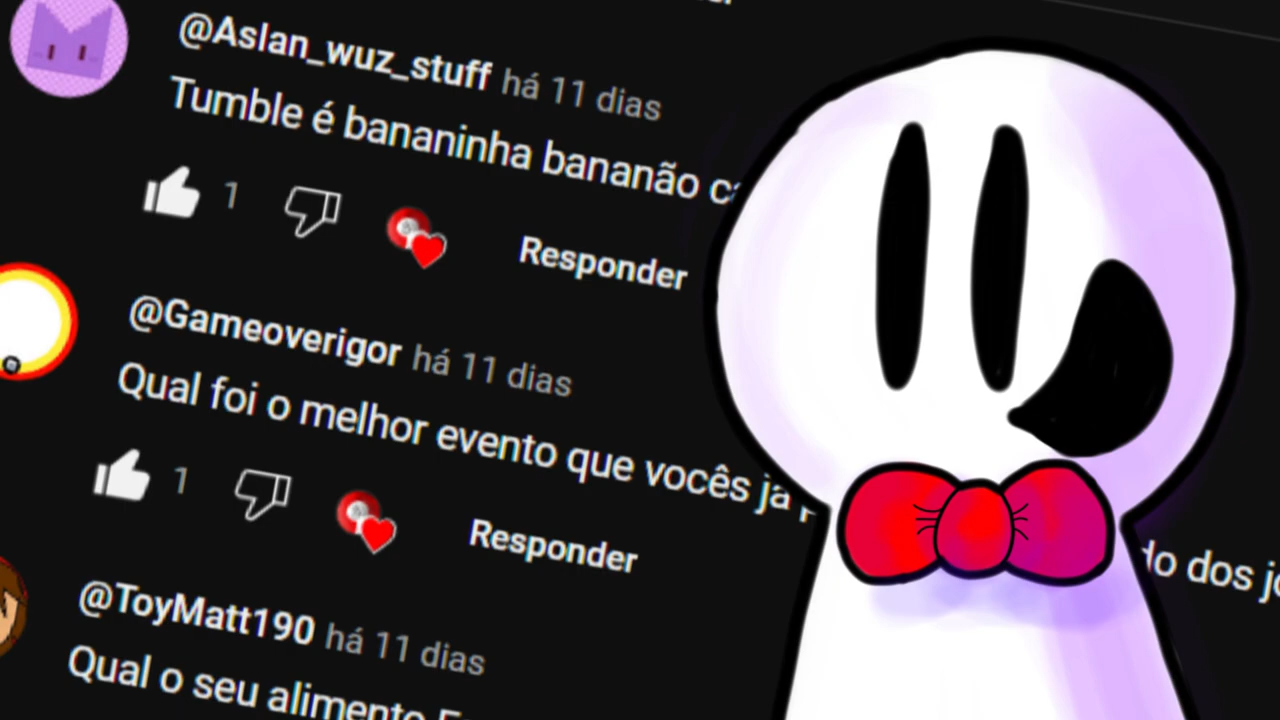 @Aslan_wuz_stuff há 11 dias
Tumble é bananinha bananão
1
Responder
@Gameoverigor há 11 dias
Qual foi o melhor evento que vocês já
1
Responder
do dos
@ToyMatt190 há 11 dias
Qual o seu alimento